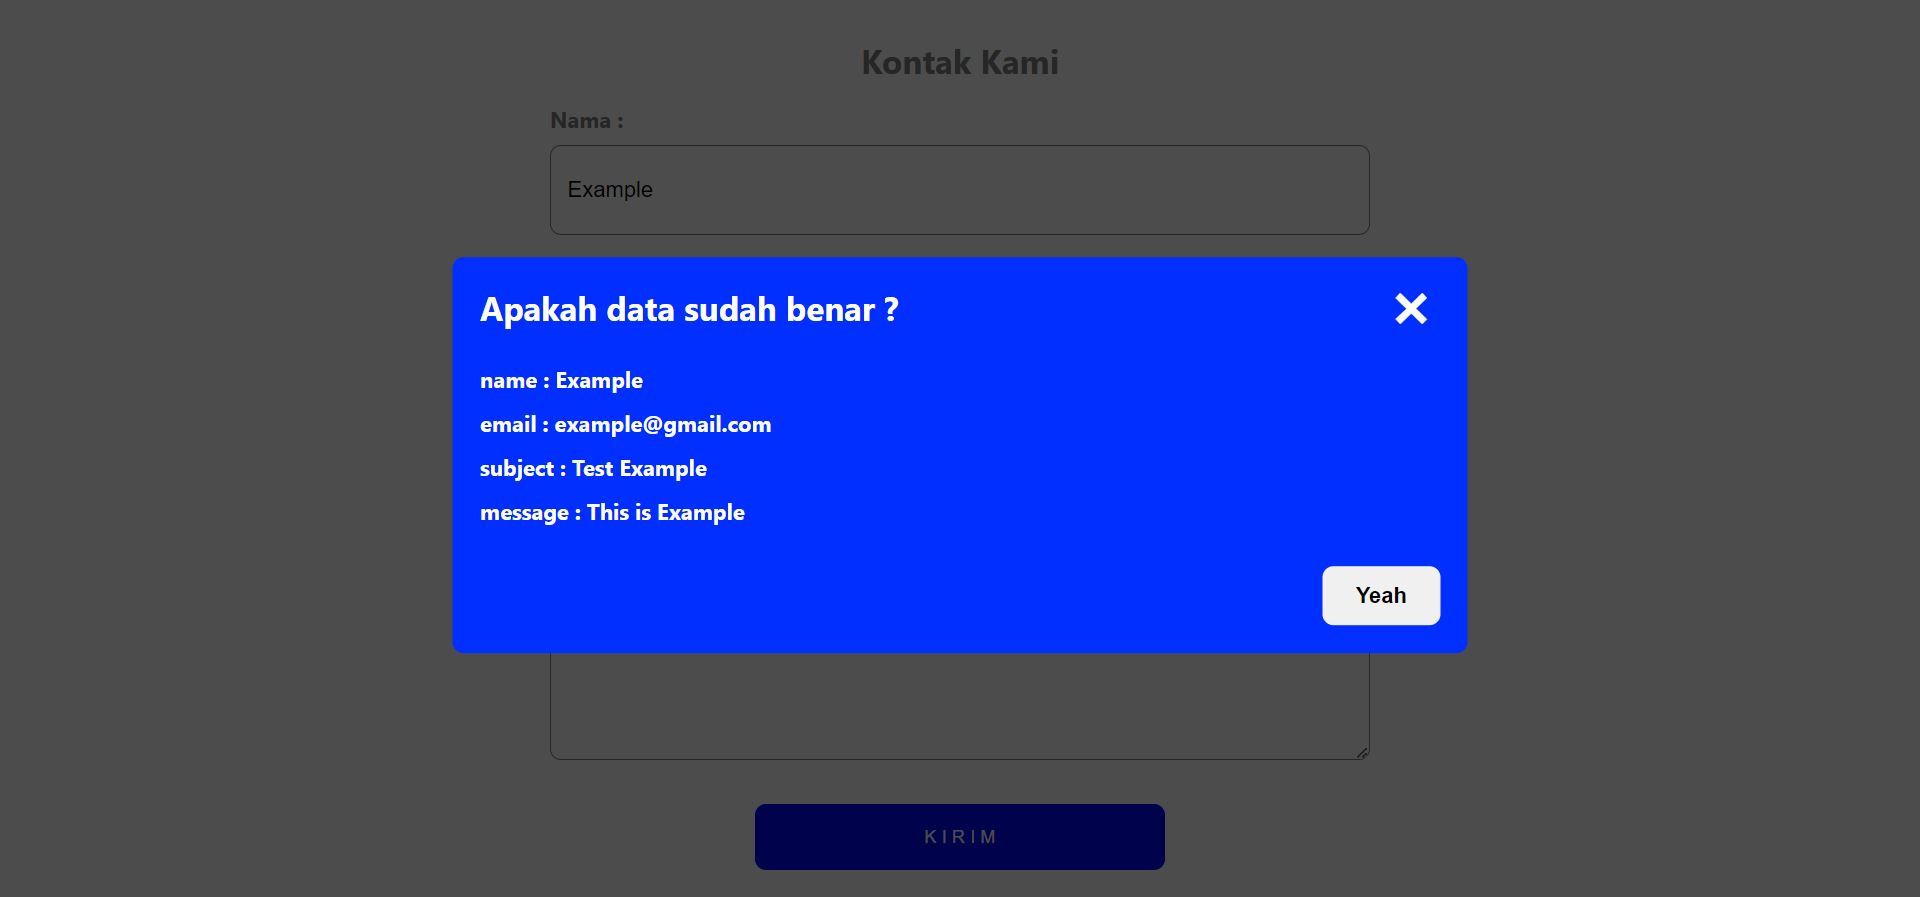 Kontak Kami
Nama :
Example
Apakah data sudah benar ?
name : Example
email : example@gmail.com
subject : Test Example
message : This is Example
Yeah
KIRIM